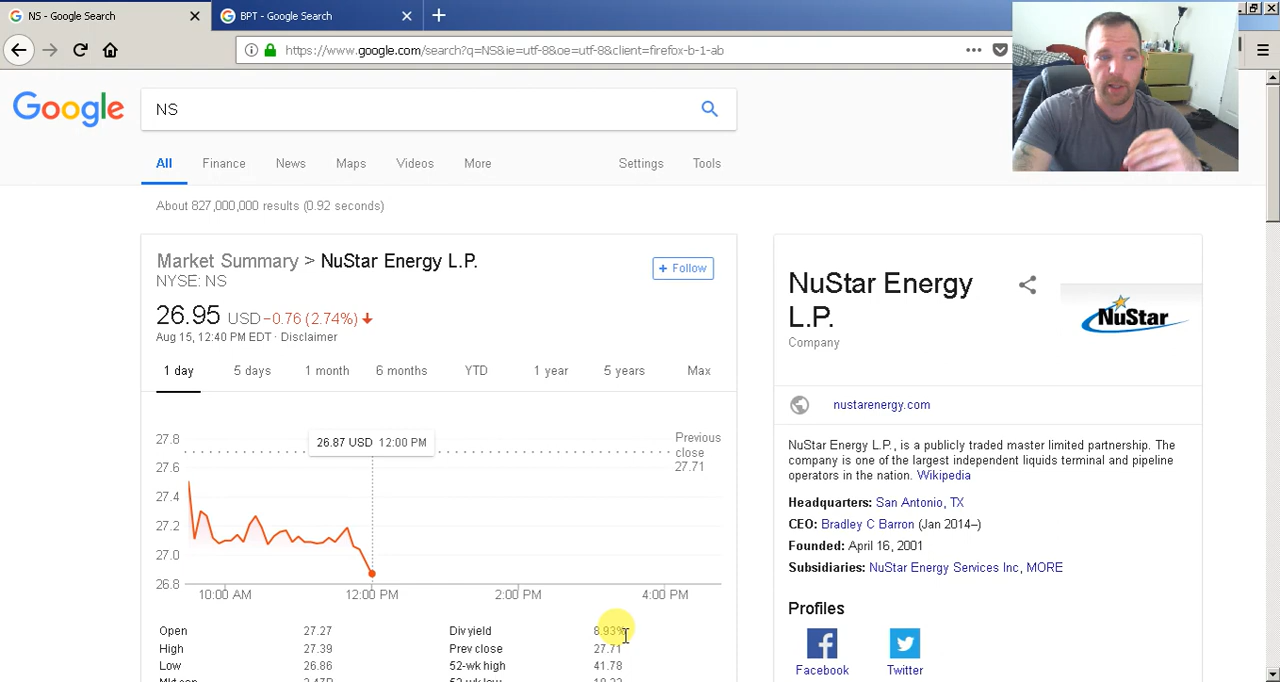 NS - Google Search
BPT - Google Search
https://www.google.com/search?q=NS&ie=utf-8&oe=utf-8&client=firefox-b-1-ab
Google
NS
All Finance News Maps Videos More Settings Tools
About 827,000,000 results (0.92 seconds)
Market Summary > NuStar Energy L.P.
NYSE: NS
+ Follow
26.95 USD −0.76 (2.74%)
Aug 15, 12:40 PM EDT · Disclaimer
1 day 5 days 1 month 6 months YTD 1 year 5 years Max
26.87 USD 12:00 PM
Previous
close
27.71
27.8
27.6
27.4
27.2
27.0
26.8
10:00 AM 12:00 PM 2:00 PM 4:00 PM
Open 27.27 Div yield 8.93%
High 27.39 Prev close 27.71
Low 26.86 52-wk high 41.78
NuStar Energy
L.P.
Company
NuStar
nustarenergy.com
NuStar Energy L.P., is a publicly traded master limited partnership. The
company is one of the largest independent liquids terminal and pipeline
operators in the nation. Wikipedia
Headquarters: San Antonio, TX
CEO: Bradley C Barron (Jan 2014–)
Founded: April 16, 2001
Subsidiaries: NuStar Energy Services Inc, MORE
Profiles
Facebook Twitter